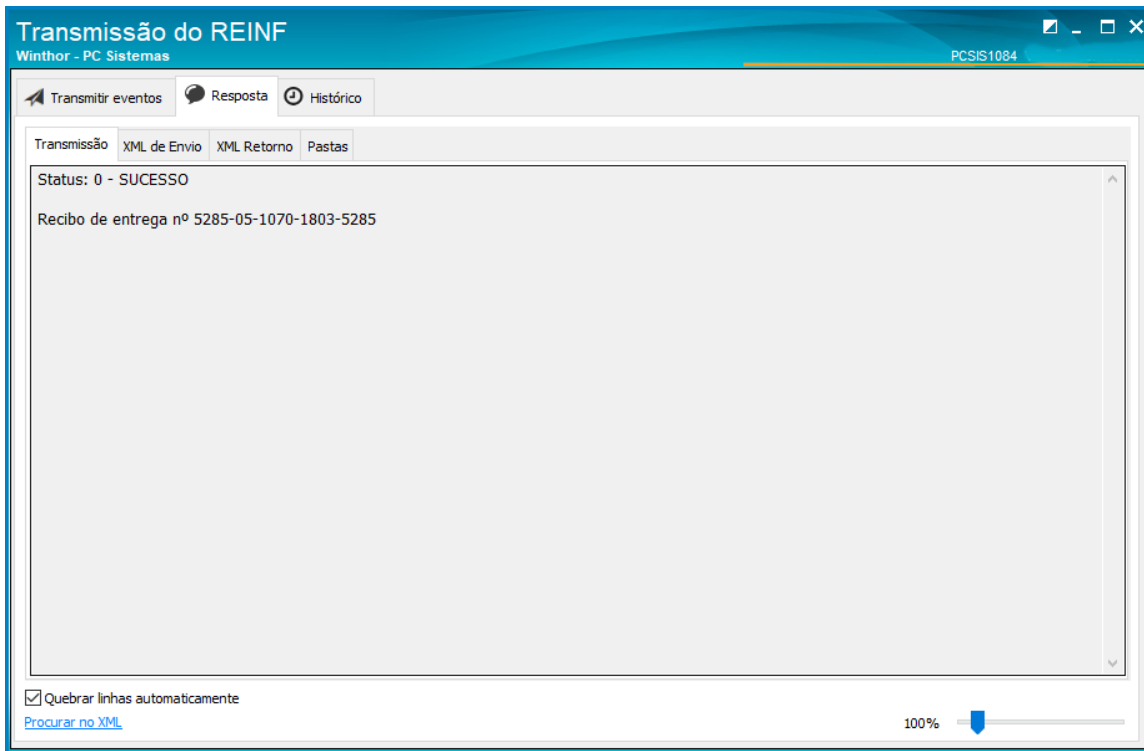 Transmissão do REINF
Winthor - PC Sistemas
PCSIS1084
Transmitir eventos Resposta Histórico
Transmissão XML de Envio XML Retorno Pastas
Status: 0 - SUCESSO
Recibo de entrega nº 5285-05-1070-1803-5285
Quebrar linhas automaticamente
Procurar no XML
100%